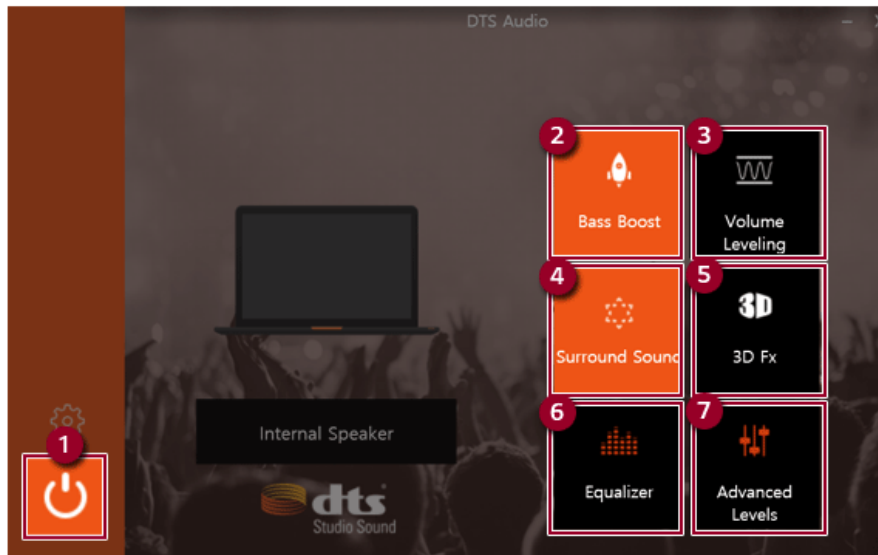 DTS Audio
2
3
Bass Boost
Volume
Leveling
4
5
3D
Surround Sound
3D Fx
1
Internal Speaker
6
7
Equalizer
Advanced
Levels
dts
Studio Sound